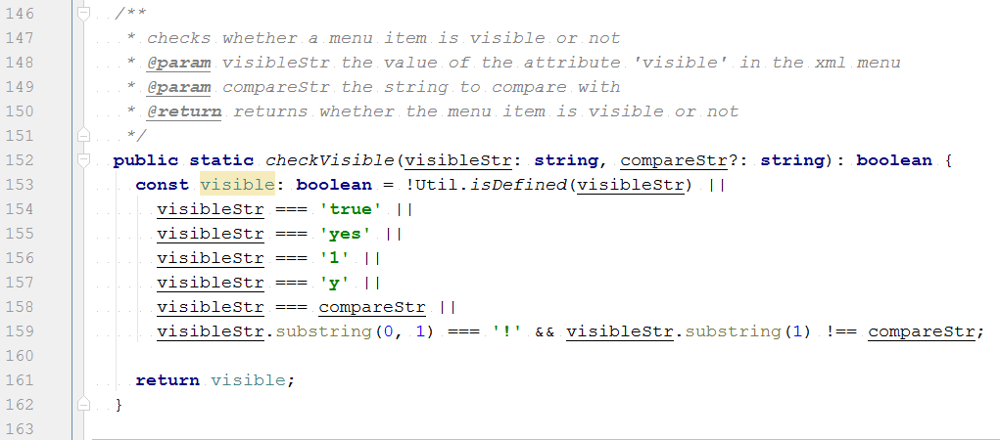 146 /**
147 * checks whether a menu item is visible or not
148 * @param visibleStr the value of the attribute 'visible' in the xml menu
149 * @param compareStr the string to compare with
150 * @return returns whether the menu item is visible or not
151 */
152 public static checkVisible(visibleStr: string, compareStr?: string): boolean {
153 const visible: boolean = !Util.isDefined(visibleStr) ||
154 visibleStr === 'true' ||
155 visibleStr === 'yes' ||
156 visibleStr === '1' ||
157 visibleStr === 'y' ||
158 visibleStr === compareStr ||
159 visibleStr.substring(0, 1) === '!' && visibleStr.substring(1) !== compareStr;
160
161 return visible;
162 }
163